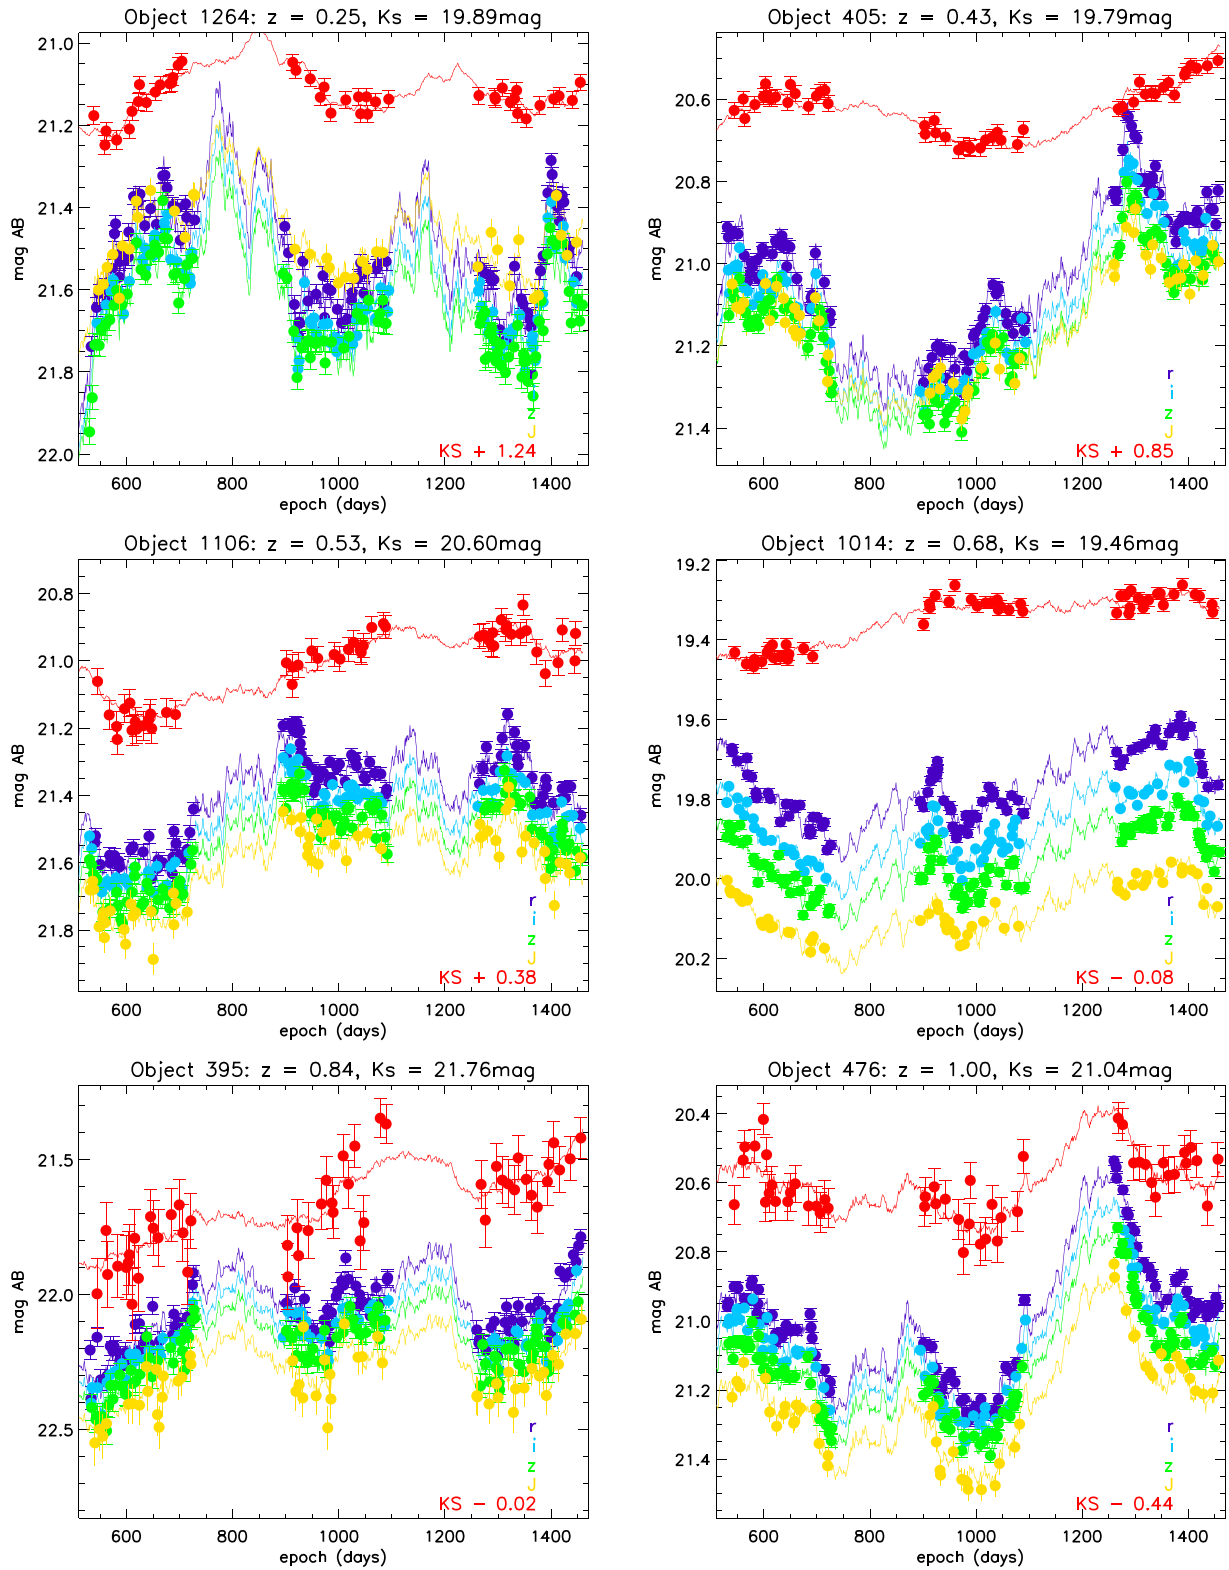 Object 1264: z = 0.25, Ks = 19.89mag
21.0
21.2
21.4
21.6
21.8
22.0
mag AB
r
i
z
J
KS + 1.24
600 800 1000 1200 1400
epoch (days)
Object 405: z = 0.43, Ks = 19.79mag
20.6
20.8
21.0
21.2
21.4
mag AB
r
i
z
J
KS + 0.85
600 800 1000 1200 1400
epoch (days)
Object 1106: z = 0.53, Ks = 20.60mag
20.8
21.0
21.2
21.4
21.6
21.8
mag AB
r
i
z
J
KS + 0.38
600 800 1000 1200 1400
epoch (days)
Object 1014: z = 0.68, Ks = 19.46mag
19.2
19.4
19.6
19.8
20.0
20.2
mag AB
r
i
z
J
KS − 0.08
600 800 1000 1200 1400
epoch (days)
Object 395: z = 0.84, Ks = 21.76mag
21.5
22.0
22.5
mag AB
r
i
z
J
KS − 0.02
600 800 1000 1200 1400
epoch (days)
Object 476: z = 1.00, Ks = 21.04mag
20.4
20.6
20.8
21.0
21.2
21.4
mag AB
r
i
z
J
KS − 0.44
600 800 1000 1200 1400
epoch (days)